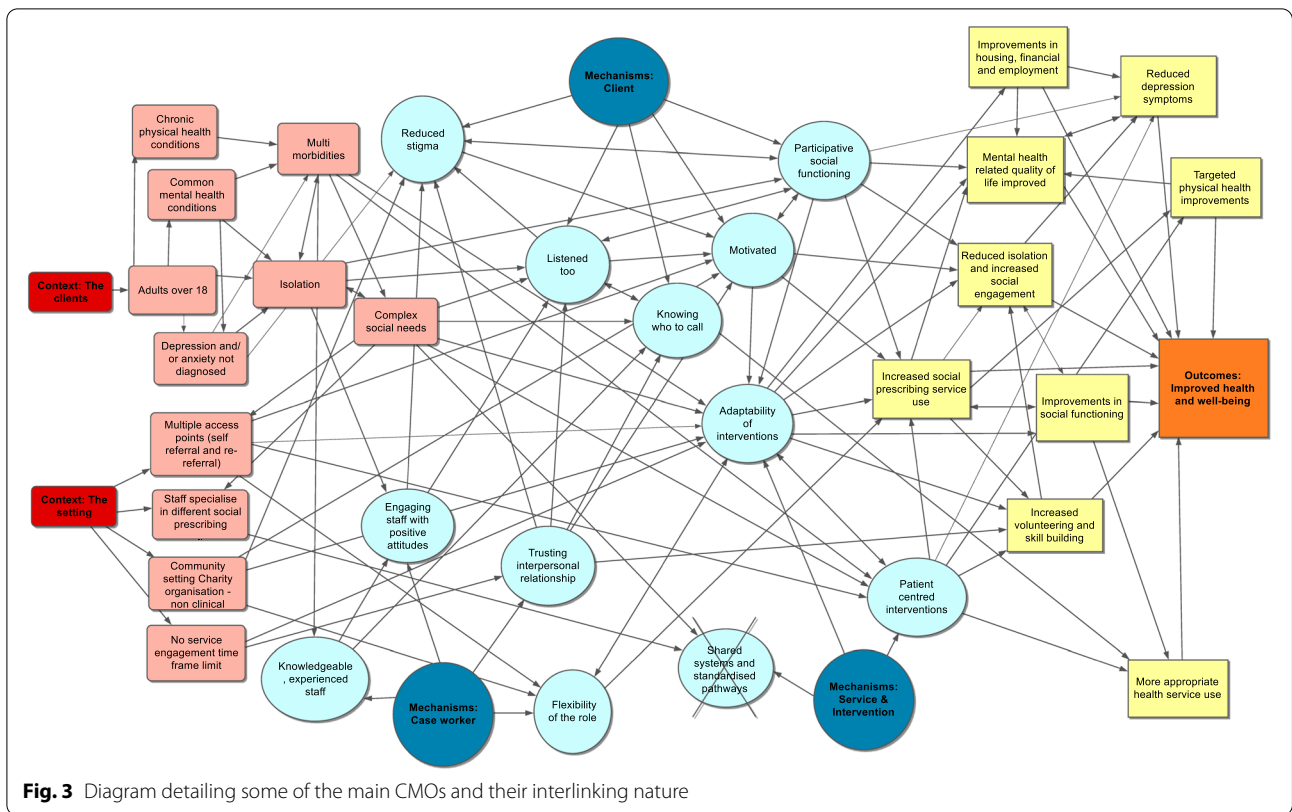 Improvements in
housing, financial
and employment
Reduced
depression
symptoms
Mechanisms:
Client
Chronic
physical health
conditions
Multi
morbidities
Reduced
stigma
Participative
social
functioning
Mental health
related quality of
life improved
Targeted
physical health
improvements
Common
mental health
conditions
Listened
too
Motivated
Reduced isolation
and increased
social
engagement
Context: The
clients
Adults over 18
Isolation
Complex
social needs
Knowing
who to call
Depression and/
or anxiety not
diagnosed
Increased social
prescribing service
use
Improvements in
social functioning
Outcomes:
Improved health
and well-being
Adaptability
of
interventions
Multiple access
points (self
referral and re-
referral)
Context: The
setting
Staff specialise
in different social
prescribing
Engaging
staff with
positive
attitudes
Increased
volunteering and
skill building
Community
setting Charity
organisation -
non clinical
Trusting
interpersonal
relationship
Patient
centred
interventions
No service
engagement time
frame limit
Knowledgeable
, experienced
staff
Mechanisms:
Case worker
Flexibility
of the role
Shared
systems and
standardised
pathways
Mechanisms:
Service &
Intervention
More appropriate
health service use
Fig. 3 Diagram detailing some of the main CMOs and their interlinking nature